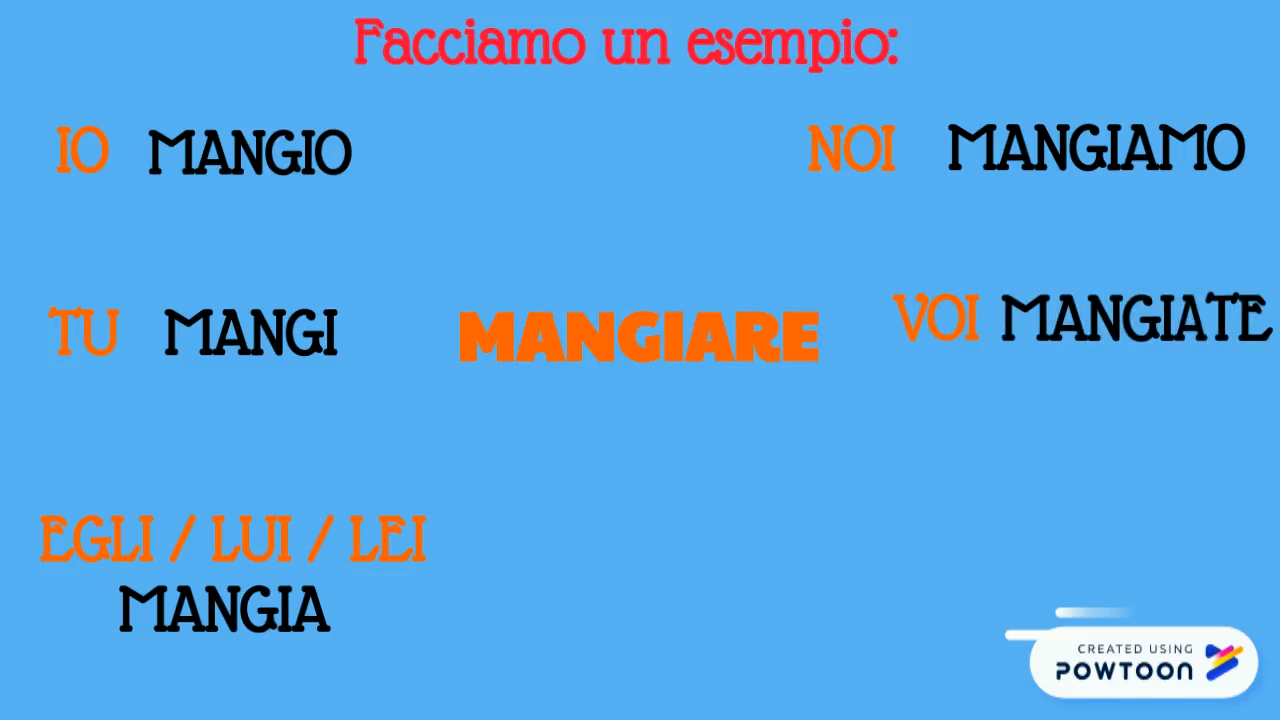 Facciamo un esempio:
IO MANGIO
NOI MANGIAMO
TU MANGI
MANGIARE
VOI MANGIATE
EGLI / LUI / LEI
MANGIA
CREATED USING
POWTOON